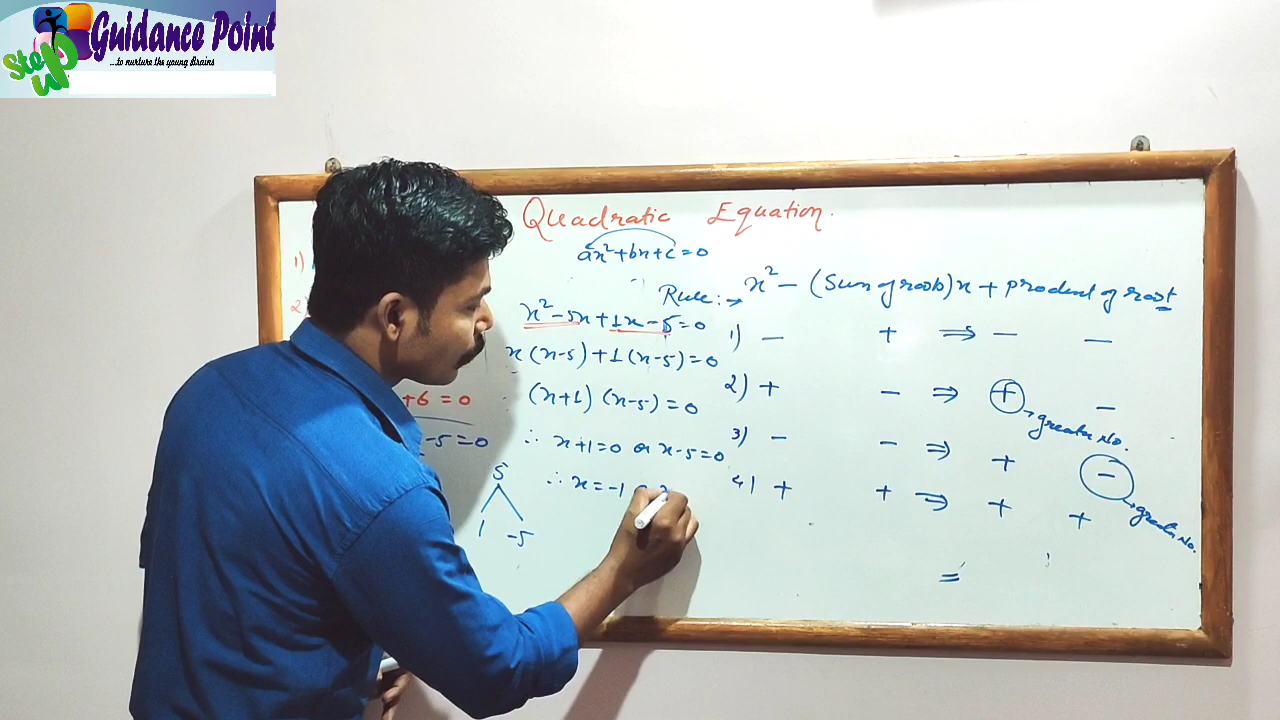 Step up Guidance Point
...to nurture the young Brains
Quadratic Equation.
1)
ax²+bx+c=0
2)
Rule:→ x² – (Sum of roots)x + product of root
x²-5x+1x-5=0
1) – + ⇒ – –
x(x-5)+1(x-5)=0
2) + – ⇒ + –
+6=0
(x+1)(x-5)=0
greater No.
-5=0
∴ x+1=0 or x-5=0
3) – – ⇒ + –
5
∴ x=-1
4) + + ⇒ + +
greater No.
1 -5
=